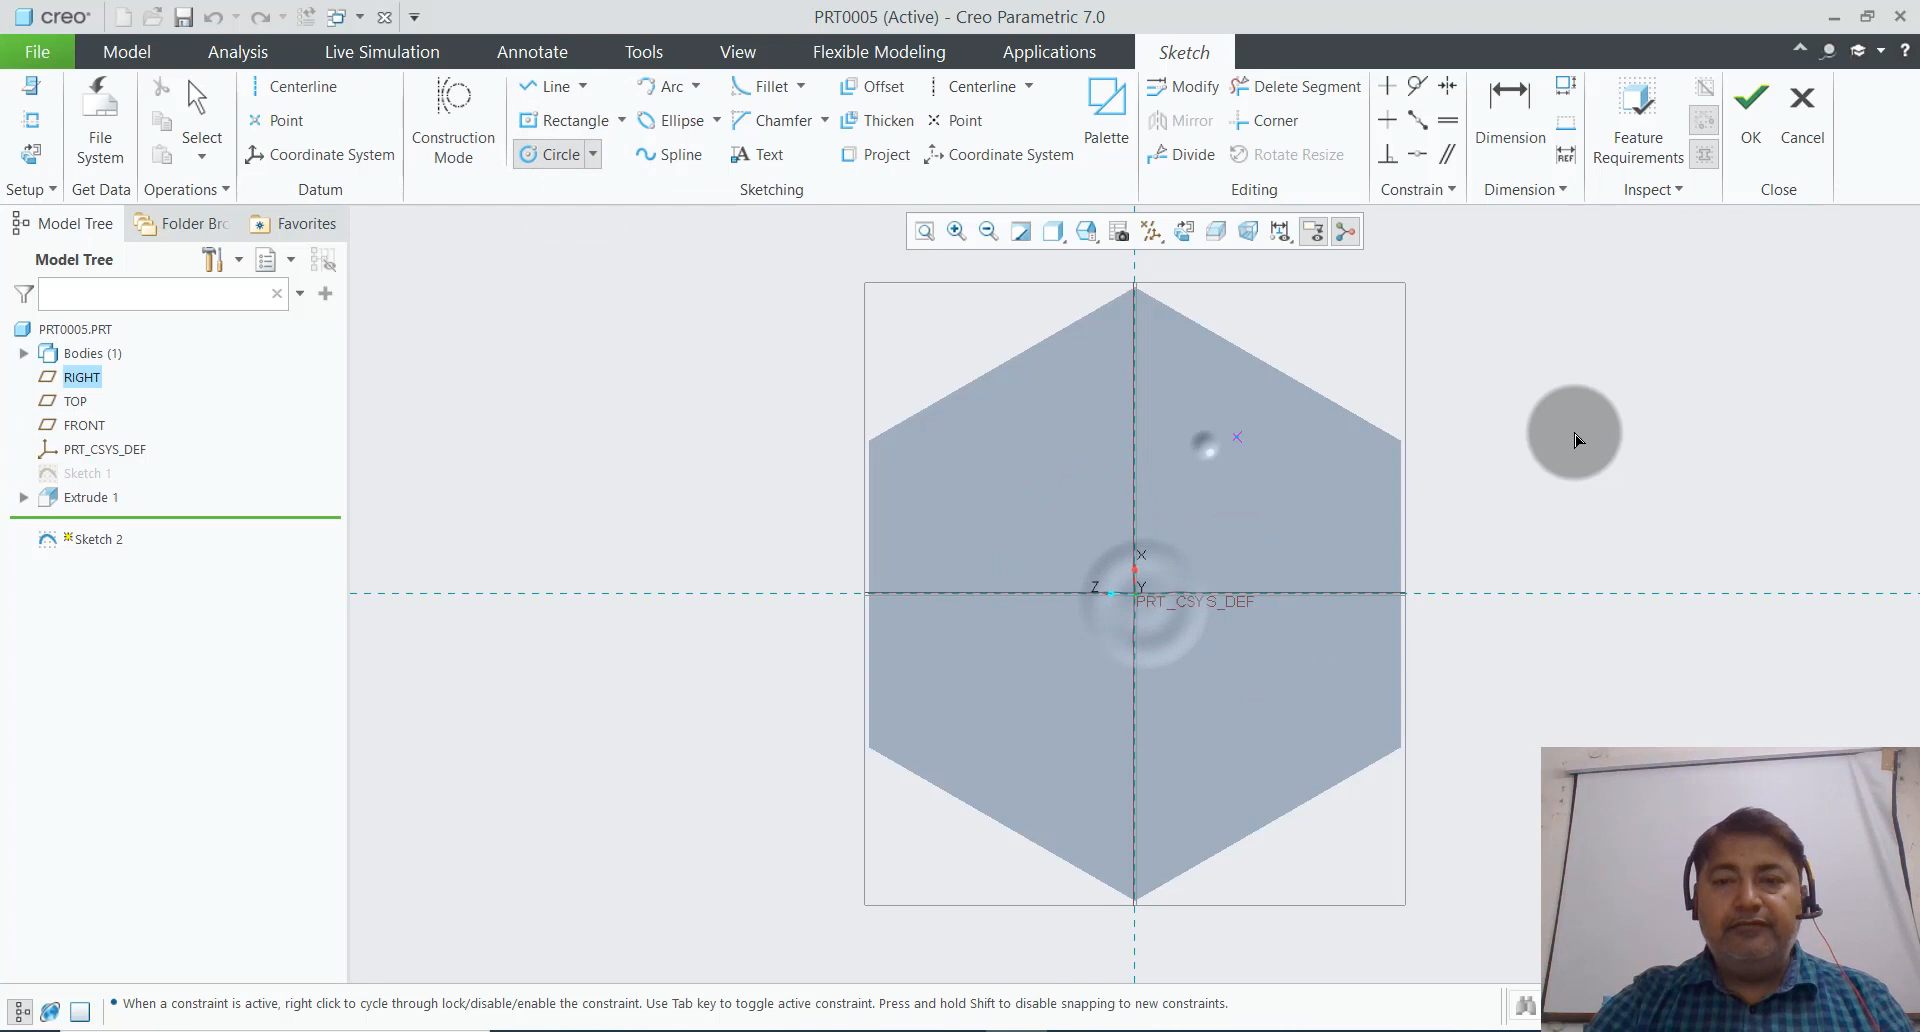 creo®
PRT0005 (Active) - Creo Parametric 7.0
File Model Analysis Live Simulation Annotate Tools View Flexible Modeling Applications Sketch
Setup
File System
Get Data
Select
Operations
Centerline
Point
Coordinate System
Datum
Construction Mode
Line Arc Fillet Offset Centerline
Rectangle Ellipse Chamfer Thicken Point
Circle Spline Text Project Coordinate System
Palette
Sketching
Modify Delete Segment
Mirror Corner
Divide Rotate Resize
Editing
Constrain
Dimension
REF
Dimension
Feature Requirements
Inspect
OK Cancel
Close
Model Tree Folder Brc Favorites
Model Tree
PRT0005.PRT
Bodies (1)
RIGHT
TOP
FRONT
PRT_CSYS_DEF
Sketch 1
Extrude 1
Sketch 2
X
Z Y
PRT_CSYS_DEF
When a constraint is active, right click to cycle through lock/disable/enable the constraint. Use Tab key to toggle active constraint. Press and hold Shift to disable snapping to new constraints.